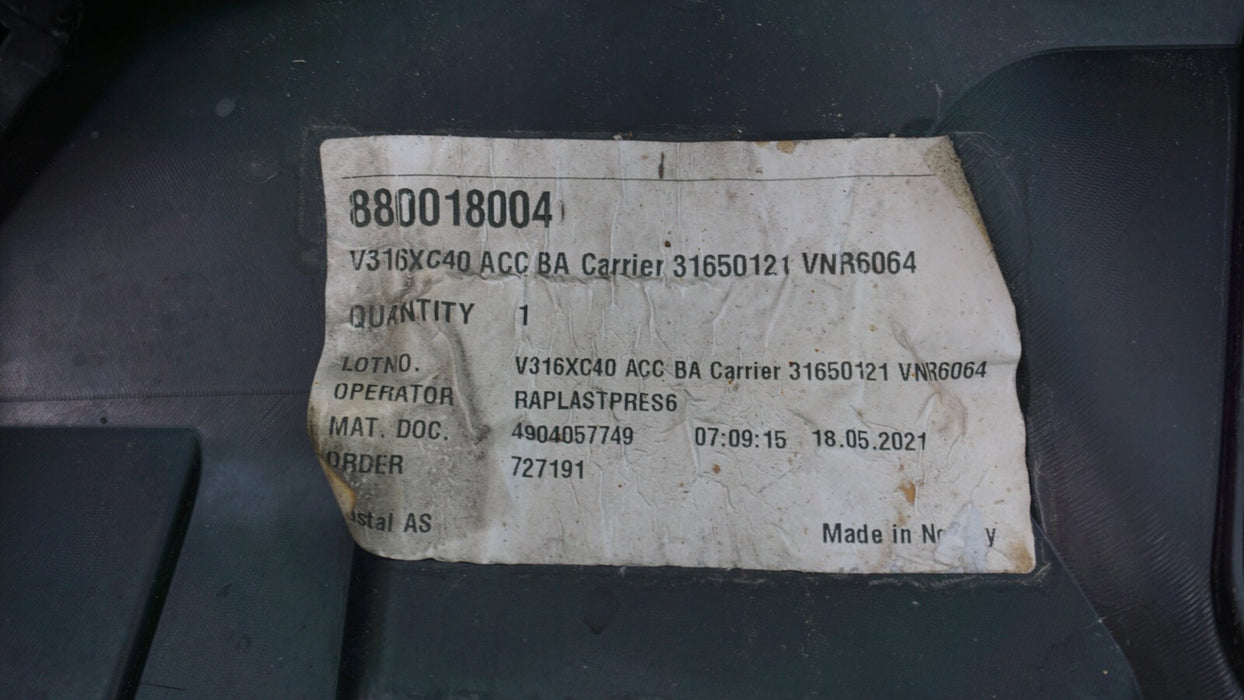 880018004
V316XC40 ACC BA Carrier 31650121 VNR6064
QUANTITY 1
LOTNO. V316XC40 ACC BA Carrier 31650121 VNR6064
OPERATOR RAPLASTPRES6
MAT. DOC. 4904057749 07:09:15 18.05.2021
ORDER 727191
AS
Made in